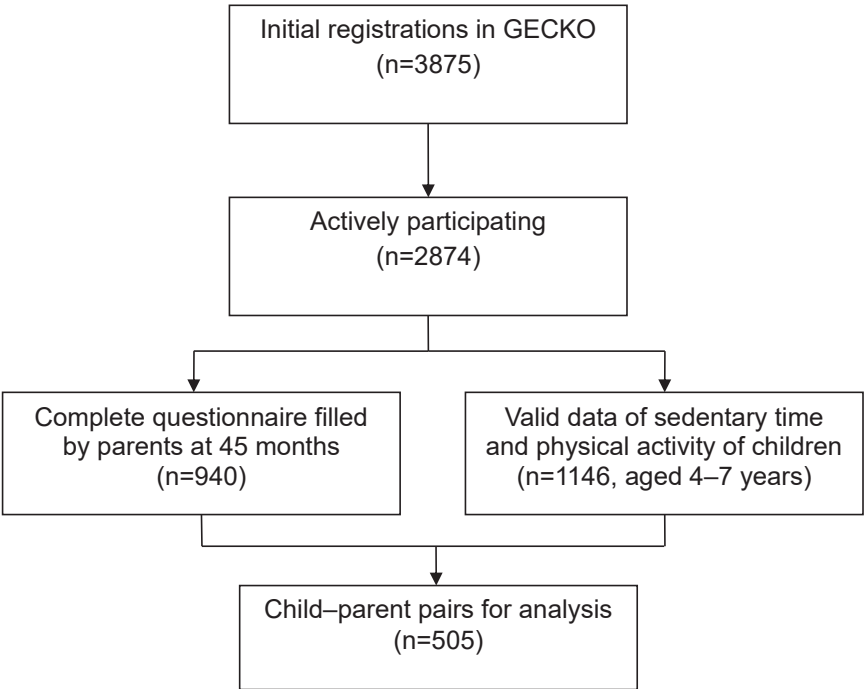 Initial registrations in GECKO
(n=3875)
Actively participating
(n=2874)
Complete questionnaire filled
by parents at 45 months
(n=940)
Valid data of sedentary time
and physical activity of children
(n=1146, aged 4–7 years)
Child–parent pairs for analysis
(n=505)